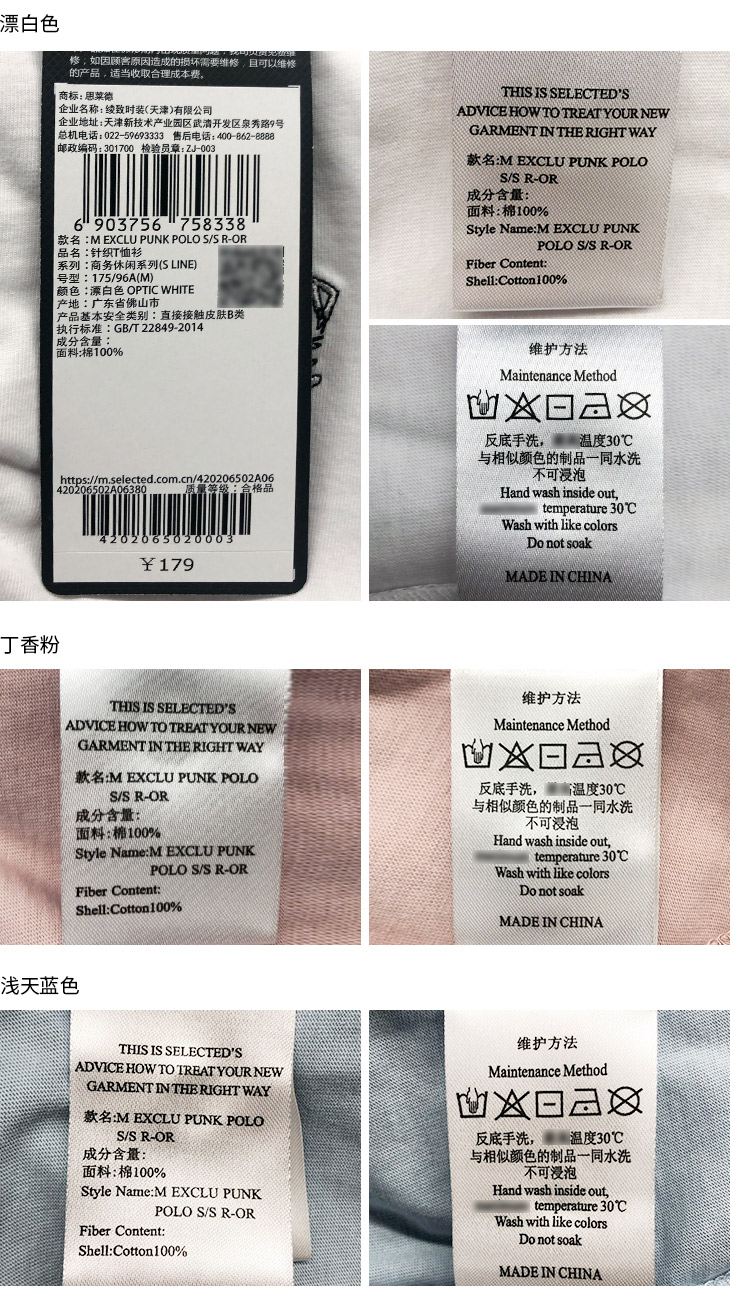 漂白色
修，如因顾客原因造成的损坏需要维修，且可以维修
的产品，适当收取合理成本费。
商标：思莱德
企业名称：绫致时装(天津)有限公司
企业地址：天津新技术产业园区武清开发区泉秀路9号
总机电话：022-59693333 售后电话：400-862-8888
邮政编码：301700 检验员章：ZJ-003
6 903756 758338
款名：M EXCLU PUNK POLO S/S R-OR
品名：针织T恤衫
系列：商务休闲系列(S LINE)
号型：175/96A(M)
颜色：漂白色 OPTIC WHITE
产地：广东省佛山市
产品基本安全类别：直接接触皮肤B类
执行标准：GB/T 22849-2014
成分含量：
面料;棉100%
https://m.selected.com.cn/420206502A06
420206502A06380 质量等级：合格品
4202065020003
￥179
THIS IS SELECTED'S
ADVICE HOW TO TREAT YOUR NEW
GARMENT IN THE RIGHT WAY
款名:M EXCLU PUNK POLO
S/S R-OR
成分含量:
面料:棉100%
Style Name:M EXCLU PUNK
POLO S/S R-OR
Fiber Content:
Shell:Cotton100%
维护方法
Maintenance Method
反底手洗，温度30℃
与相似颜色的制品一同水洗
不可浸泡
Hand wash inside out,
temperature 30℃
Wash with like colors
Do not soak
MADE IN CHINA
丁香粉
THIS IS SELECTED'S
ADVICE HOW TO TREAT YOUR NEW
GARMENT IN THE RIGHT WAY
款名:M EXCLU PUNK POLO
S/S R-OR
成分含量:
面料:棉100%
Style Name:M EXCLU PUNK
POLO S/S R-OR
Fiber Content:
Shell:Cotton100%
维护方法
Maintenance Method
反底手洗，温度30℃
与相似颜色的制品一同水洗
不可浸泡
Hand wash inside out,
temperature 30℃
Wash with like colors
Do not soak
MADE IN CHINA
浅天蓝色
THIS IS SELECTED'S
ADVICE HOW TO TREAT YOUR NEW
GARMENT IN THE RIGHT WAY
款名:M EXCLU PUNK POLO
S/S R-OR
成分含量:
面料:棉100%
Style Name:M EXCLU PUNK
POLO S/S R-OR
Fiber Content:
Shell:Cotton100%
维护方法
Maintenance Method
反底手洗，温度30℃
与相似颜色的制品一同水洗
不可浸泡
Hand wash inside out,
temperature 30℃
Wash with like colors
Do not soak
MADE IN CHINA